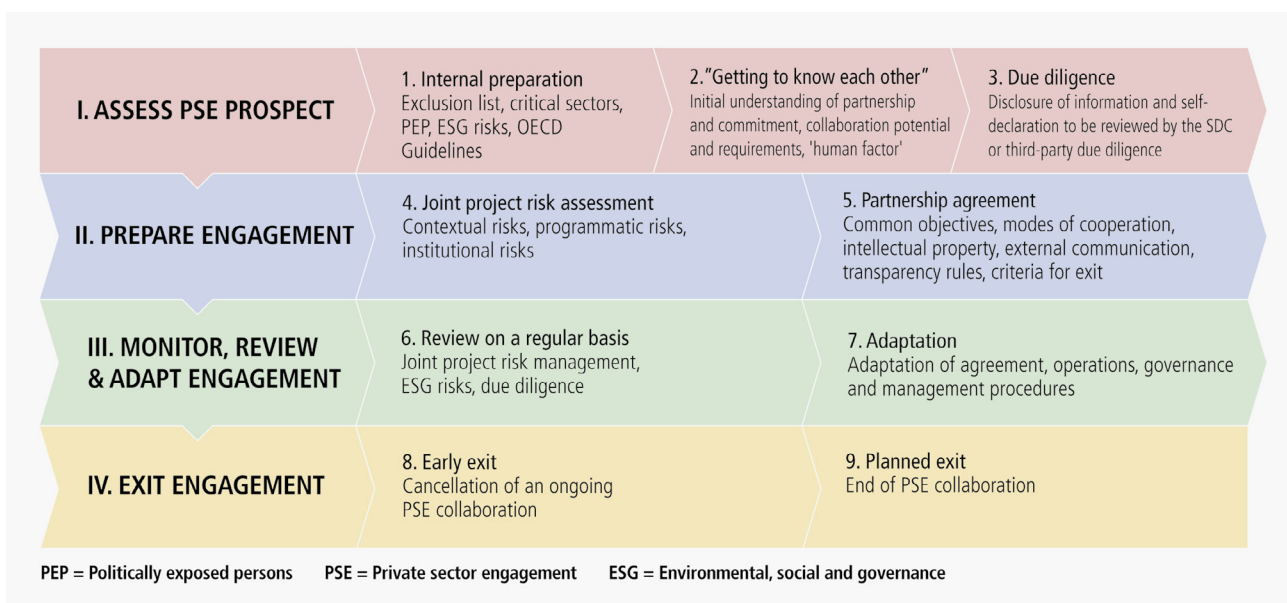 I. ASSESS PSE PROSPECT
1. Internal preparation
Exclusion list, critical sectors,
PEP, ESG risks, OECD
Guidelines
2.”Getting to know each other”
Initial understanding of partnership
and commitment, collaboration potential
and requirements, 'human factor'
3. Due diligence
Disclosure of information and self-
declaration to be reviewed by the SDC
or third-party due diligence
II. PREPARE ENGAGEMENT
4. Joint project risk assessment
Contextual risks, programmatic risks,
institutional risks
5. Partnership agreement
Common objectives, modes of cooperation,
intellectual property, external communication,
transparency rules, criteria for exit
III. MONITOR, REVIEW
& ADAPT ENGAGEMENT
6. Review on a regular basis
Joint project risk management,
ESG risks, due diligence
7. Adaptation
Adaptation of agreement, operations, governance
and management procedures
IV. EXIT ENGAGEMENT
8. Early exit
Cancellation of an ongoing
PSE collaboration
9. Planned exit
End of PSE collaboration
PEP = Politically exposed persons PSE = Private sector engagement ESG = Environmental, social and governance